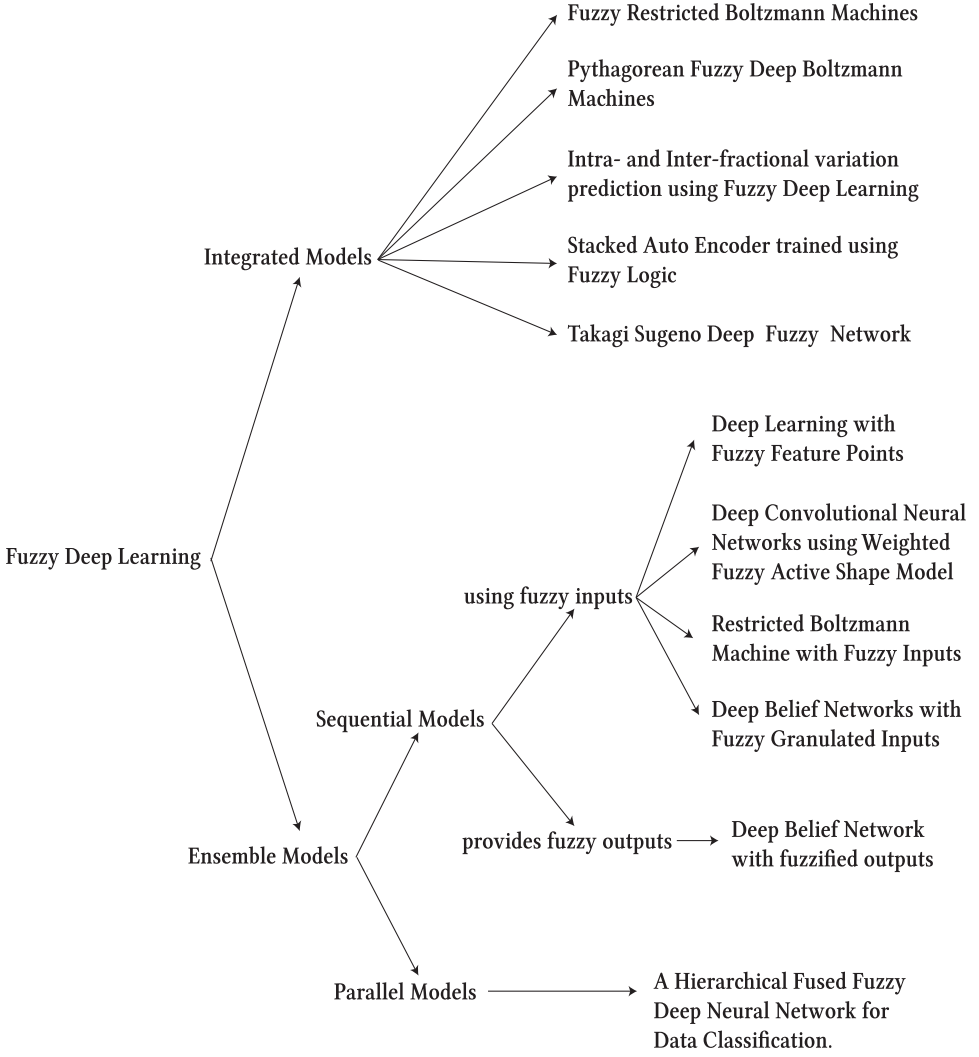 Fuzzy Restricted Boltzmann Machines
Pythagorean Fuzzy Deep Boltzmann
Machines
Intra- and Inter-fractional variation
prediction using Fuzzy Deep Learning
Integrated Models
Stacked Auto Encoder trained using
Fuzzy Logic
Takagi Sugeno Deep Fuzzy Network
Deep Learning with
Fuzzy Feature Points
Deep Convolutional Neural
Networks using Weighted
Fuzzy Active Shape Model
Fuzzy Deep Learning
using fuzzy inputs
Restricted Boltzmann
Machine with Fuzzy Inputs
Sequential Models
Deep Belief Networks with
Fuzzy Granulated Inputs
Ensemble Models
provides fuzzy outputs
Deep Belief Network
with fuzzified outputs
Parallel Models
A Hierarchical Fused Fuzzy
Deep Neural Network for
Data Classification.